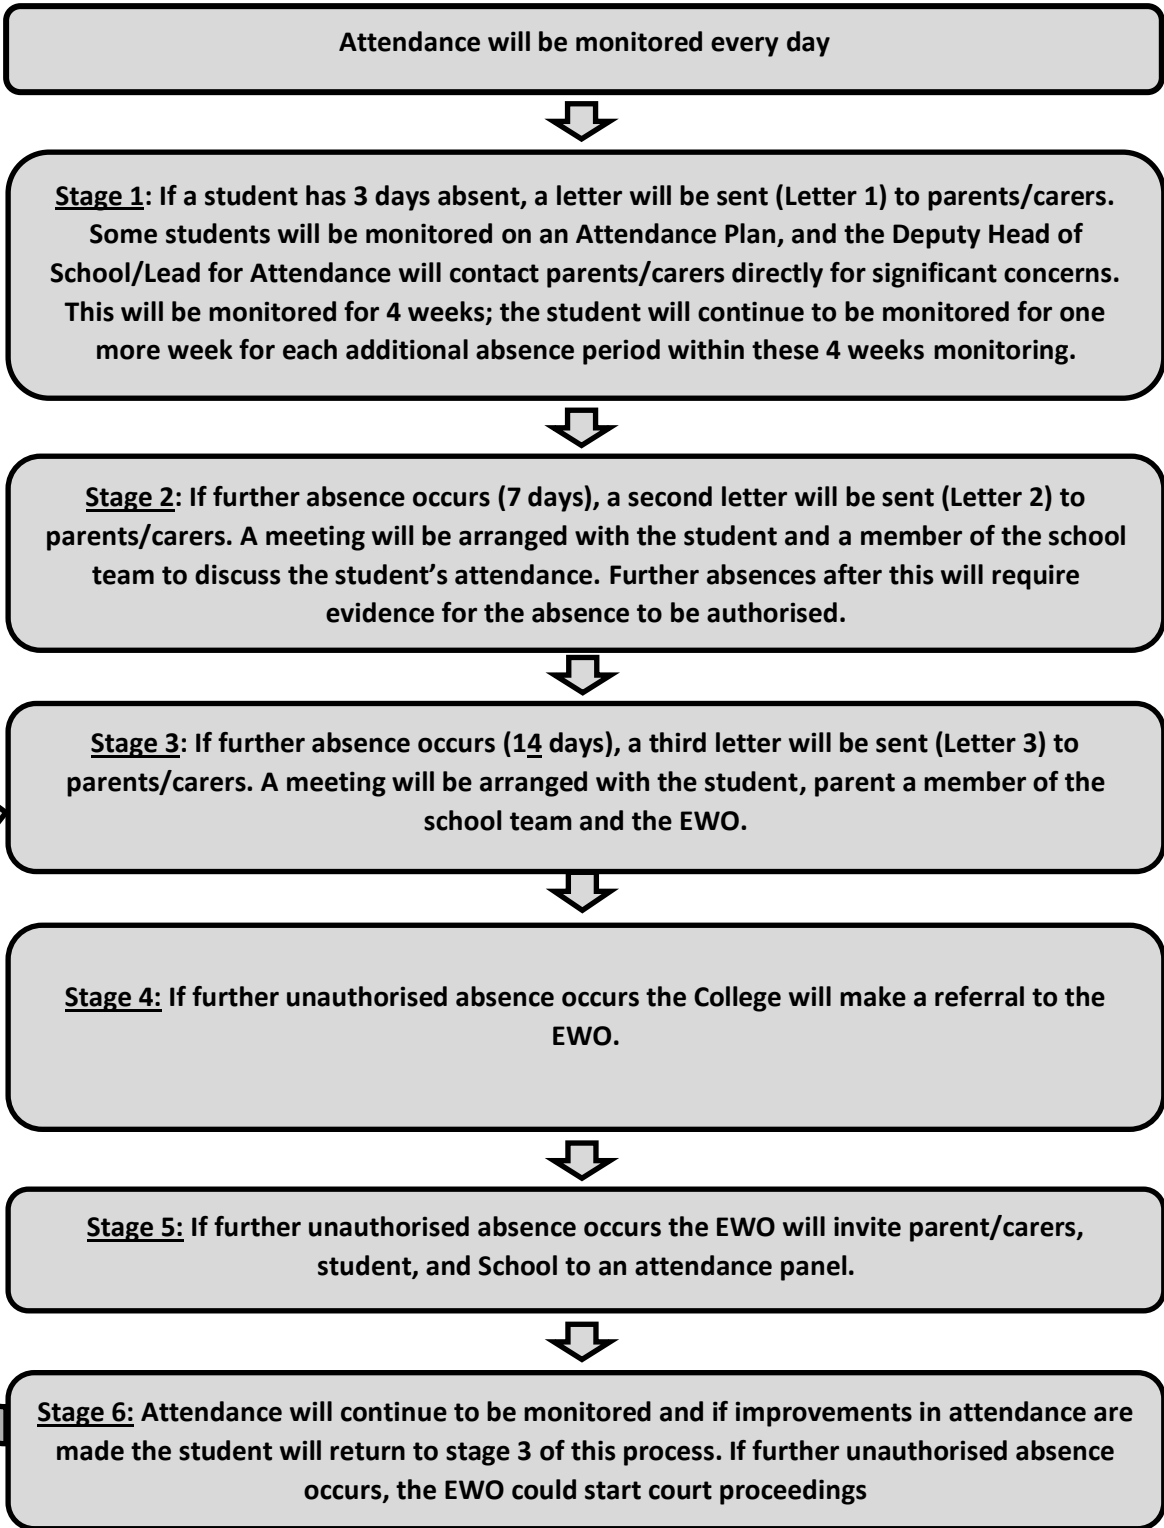 Attendance will be monitored every day
Stage 1: If a student has 3 days absent, a letter will be sent (Letter 1) to parents/carers.
Some students will be monitored on an Attendance Plan, and the Deputy Head of
School/Lead for Attendance will contact parents/carers directly for significant concerns.
This will be monitored for 4 weeks; the student will continue to be monitored for one
more week for each additional absence period within these 4 weeks monitoring.
Stage 2: If further absence occurs (7 days), a second letter will be sent (Letter 2) to
parents/carers. A meeting will be arranged with the student and a member of the school
team to discuss the student’s attendance. Further absences after this will require
evidence for the absence to be authorised.
Stage 3: If further absence occurs (14 days), a third letter will be sent (Letter 3) to
parents/carers. A meeting will be arranged with the student, parent a member of the
school team and the EWO.
Stage 4: If further unauthorised absence occurs the College will make a referral to the
EWO.
Stage 5: If further unauthorised absence occurs the EWO will invite parent/carers,
student, and School to an attendance panel.
Stage 6: Attendance will continue to be monitored and if improvements in attendance are
made the student will return to stage 3 of this process. If further unauthorised absence
occurs, the EWO could start court proceedings